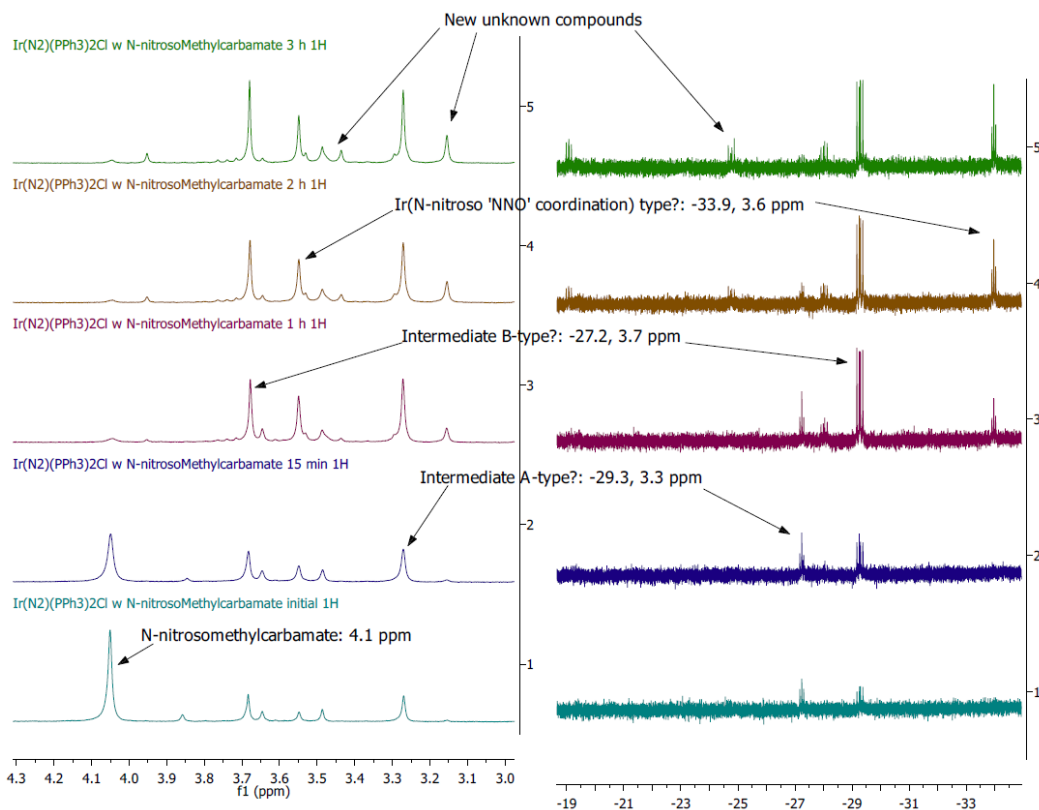 New unknown compounds
Ir(N2)(PPh3)2Cl w N-nitrosoMethylcarbamate 3 h 1H
5
5
Ir(N2)(PPh3)2Cl w N-nitrosoMethylcarbamate 2 h 1H
Ir(N-nitroso 'NNO' coordination) type?: -33.9, 3.6 ppm
4
4
Ir(N2)(PPh3)2Cl w N-nitrosoMethylcarbamate 1 h 1H
Intermediate B-type?: -27.2, 3.7 ppm
3
3
Ir(N2)(PPh3)2Cl w N-nitrosoMethylcarbamate 15 min 1H
Intermediate A-type?: -29.3, 3.3 ppm
2
2
Ir(N2)(PPh3)2Cl w N-nitrosoMethylcarbamate initial 1H
N-nitrosomethylcarbamate: 4.1 ppm
1
1
4.3 4.2 4.1 4.0 3.9 3.8 3.7 3.6 3.5 3.4 3.3 3.2 3.1 3.0
f1 (ppm)
-19 -21 -23 -25 -27 -29 -31 -33